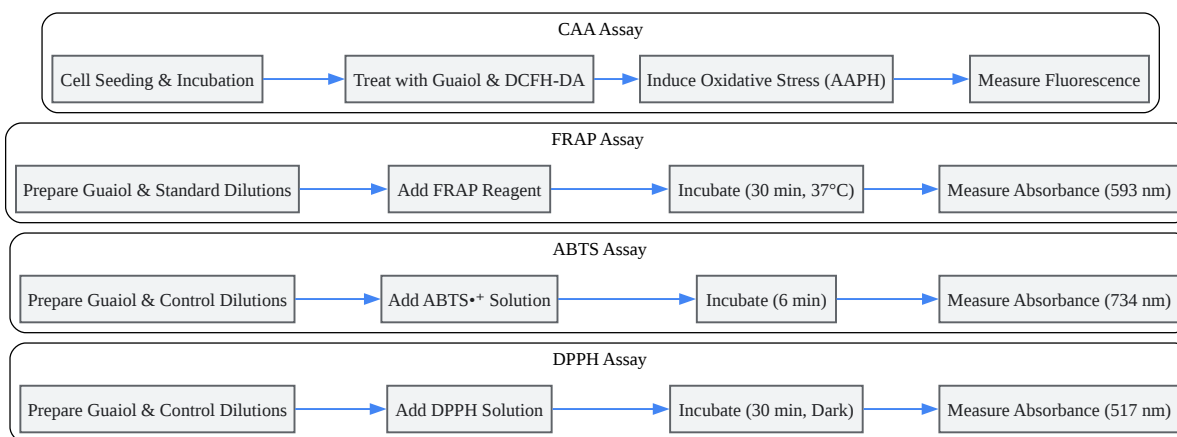 CAA Assay
Cell Seeding & Incubation
Treat with Guaiol & DCFH-DA
Induce Oxidative Stress (AAPH)
Measure Fluorescence
FRAP Assay
Prepare Guaiol & Standard Dilutions
Add FRAP Reagent
Incubate (30 min, 37°C)
Measure Absorbance (593 nm)
ABTS Assay
Prepare Guaiol & Control Dilutions
Add ABTS•⁺ Solution
Incubate (6 min)
Measure Absorbance (734 nm)
DPPH Assay
Prepare Guaiol & Control Dilutions
Add DPPH Solution
Incubate (30 min, Dark)
Measure Absorbance (517 nm)